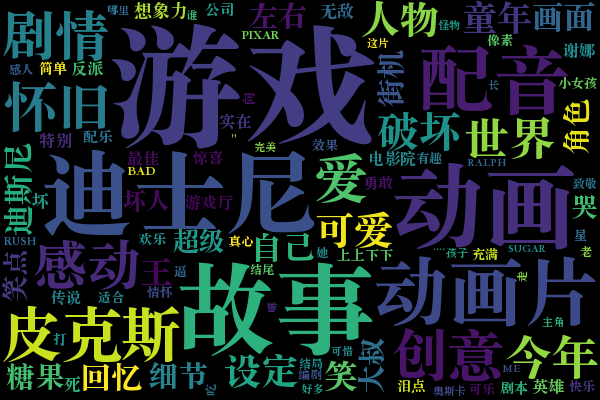 哪里 想象力 谁 公司 左右 无敌 人物 怪物 童年 画面
剧情 PIXAR 这片 像素 谢娜
感人 简单 反派 游戏 街机 配音 长 小女孩
怀旧 实在 问 破坏 世界 角色
特别 配乐 " 完美 效果 电影院 有趣 RALPH 致敬
迪斯尼 最佳 惊喜 BAD 爱 勇敢 动画 哭
坏 迪士尼 坏人 游戏厅 可爱 星
RUSH 欢乐 超级 真心 自己 她 孩子 充满 SUGAR 老
笑点 感动 王 逼 结尾 上上下下 走
传说 适合 情怀 故事 动画片 主角
皮克斯 打 嘛 可惜 大叔 创意 ME 今年
糖果 死 回忆 细节 吃 设定 结局 编剧 好多 笑 泪点 奥斯卡 可乐 剧本 英雄 快乐